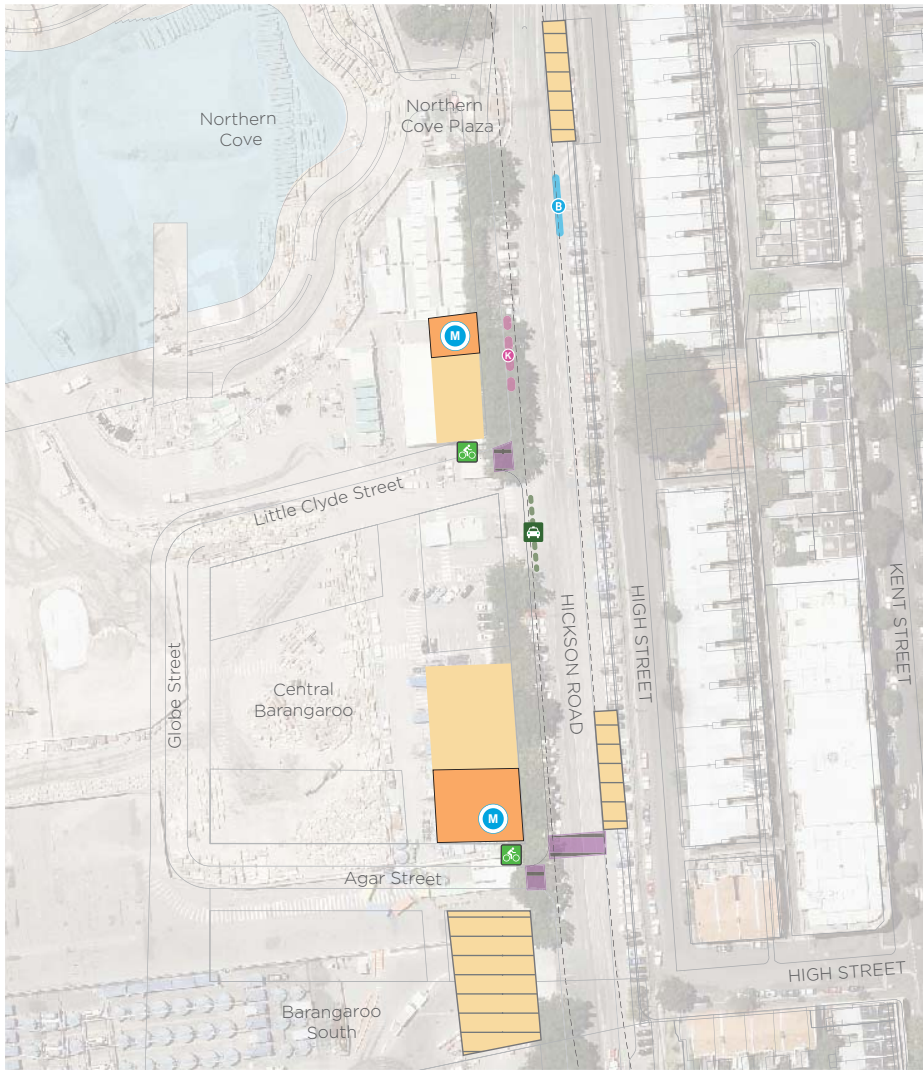 Northern
Cove
Northern
Cove Plaza
B
M
K
Little Clyde Street
HICKSON ROAD
HIGH STREET
KENT STREET
Globe Street
Central
Barangaroo
M
Agar Street
HIGH STREET
Barangaroo
South